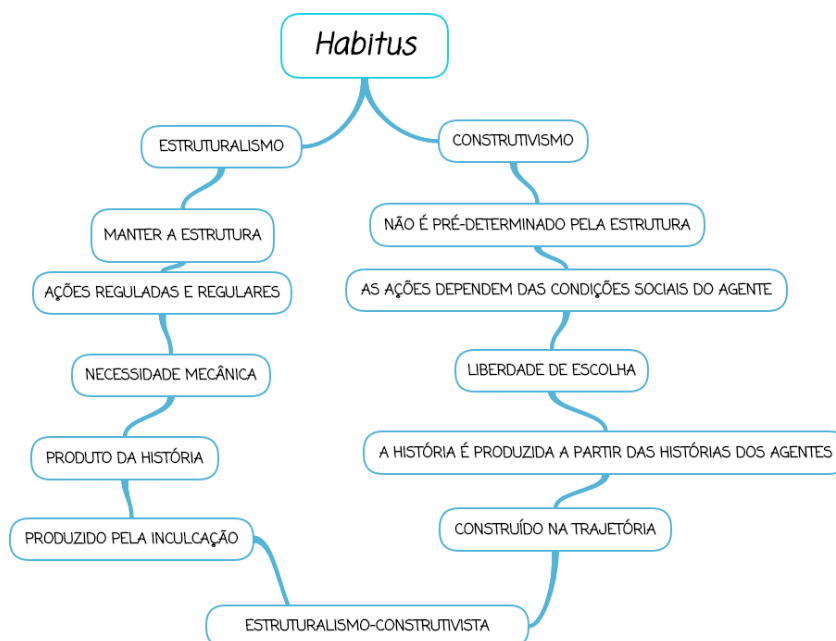 Habitus
ESTRUTURALISMO
CONSTRUTIVISMO
MANTER A ESTRUTURA
NÃO É PRÉ-DETERMINADO PELA ESTRUTURA
AÇÕES REGULADAS E REGULARES
AS AÇÕES DEPENDEM DAS CONDIÇÕES SOCIAIS DO AGENTE
NECESSIDADE MECÂNICA
LIBERDADE DE ESCOLHA
PRODUTO DA HISTÓRIA
A HISTÓRIA É PRODUZIDA A PARTIR DAS HISTÓRIAS DOS AGENTES
PRODUZIDO PELA INCULCAÇÃO
CONSTRUÍDO NA TRAJETÓRIA
ESTRUTURALISMO-CONSTRUTIVISTA